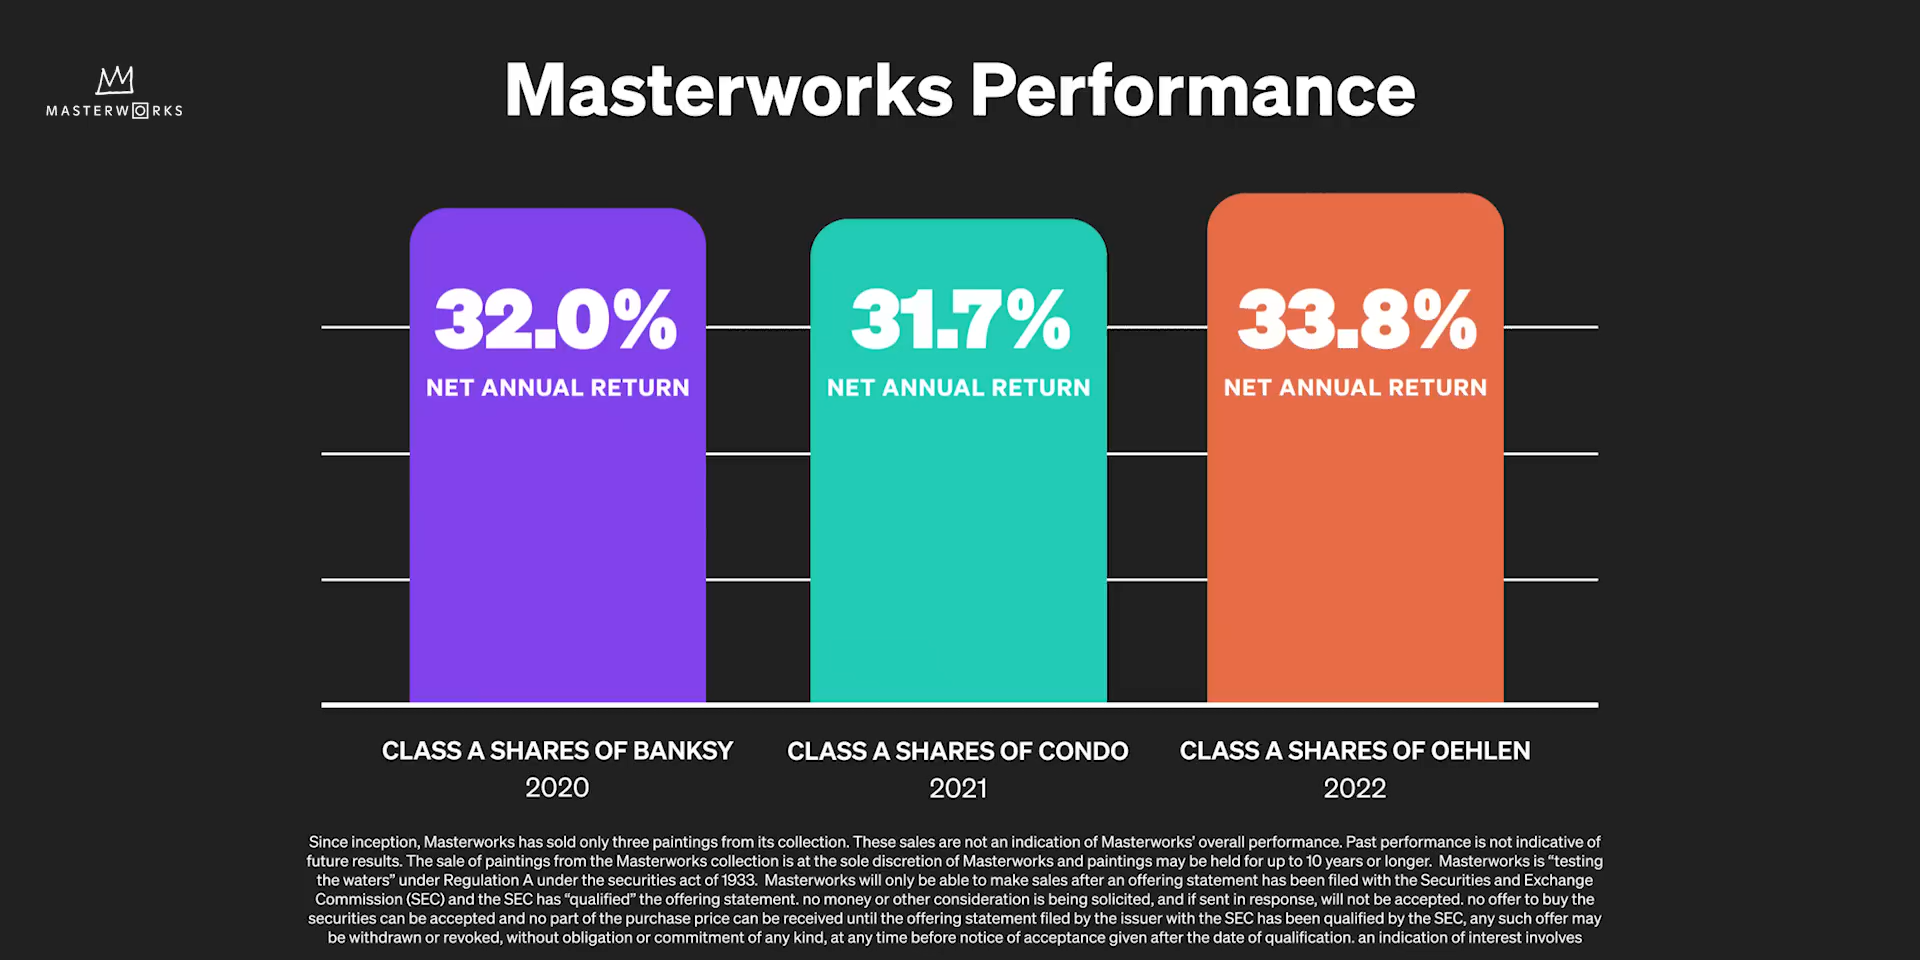 MASTERWORKS
Masterworks Performance
32.0%
NET ANNUAL RETURN
31.7%
NET ANNUAL RETURN
33.8%
NET ANNUAL RETURN
CLASS A SHARES OF BANKSY
2020
CLASS A SHARES OF CONDO
2021
CLASS A SHARES OF OEHLEN
2022
Since inception, Masterworks has sold only three paintings from its collection. These sales are not an indication of Masterworks’ overall performance. Past performance is not indicative of
future results. The sale of paintings from the Masterworks collection is at the sole discretion of Masterworks and paintings may be held for up to 10 years or longer. Masterworks is “testing
the waters” under Regulation A under the securities act of 1933. Masterworks will only be able to make sales after an offering statement has been filed with the Securities and Exchange
Commission (SEC) and the SEC has “qualified” the offering statement. no money or other consideration is being solicited, and if sent in response, will not be accepted. no offer to buy the
securities can be accepted and no part of the purchase price can be received until the offering statement filed by the issuer with the SEC has been qualified by the SEC, any such offer may
be withdrawn or revoked, without obligation or commitment of any kind, at any time before notice of acceptance given after the date of qualification. an indication of interest involves